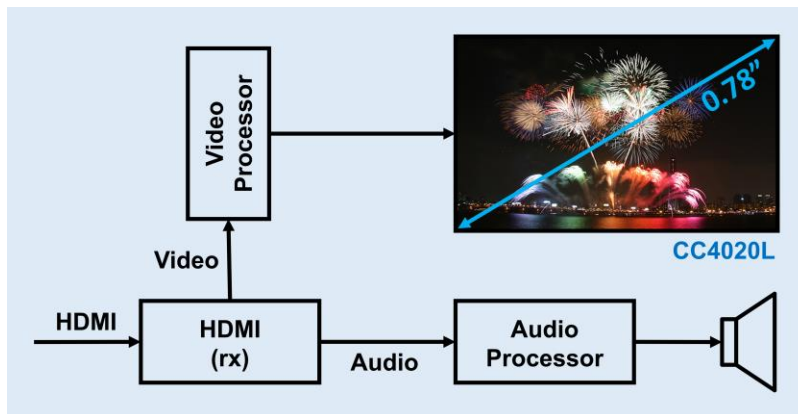 Video
Processor
0.78”
CC4020L
Video
HDMI
HDMI
(rx)
Audio
Audio
Processor